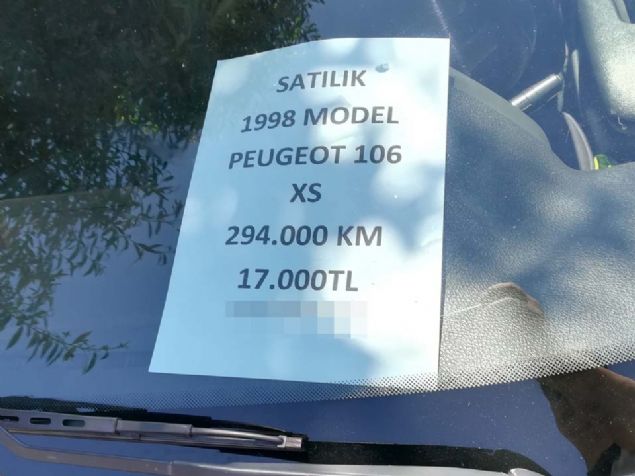 SATILIK
1998 MODEL
PEUGEOT 106
XS
294.000 KM
17.000TL